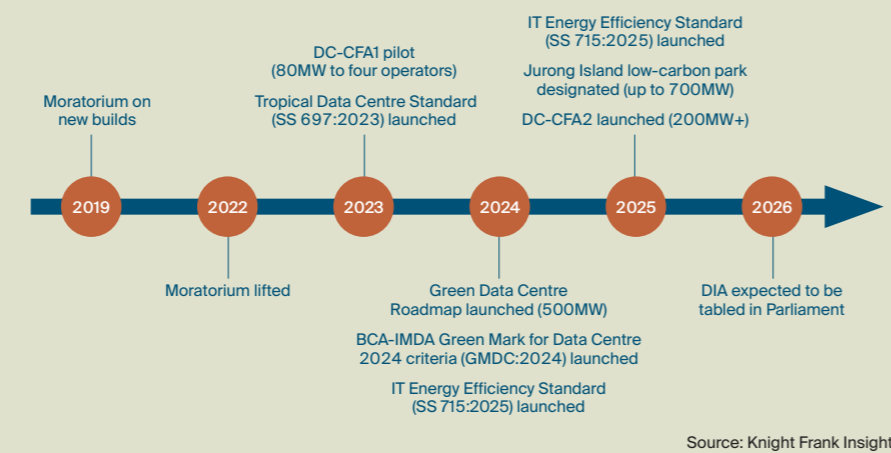 IT Energy Efficiency Standard
(SS 715:2025) launched
DC-CFA1 pilot
(80MW to four operators)
Jurong Island low-carbon park
designated (up to 700MW)
Moratorium on
new builds
Tropical Data Centre Standard
(SS 697:2023) launched
DC-CFA2 launched (200MW+)
2019
2022
2023
2024
2025
2026
Moratorium lifted
Green Data Centre
Roadmap launched (500MW)
BCA-IMDA Green Mark for Data Centre
2024 criteria (GMDC:2024) launched
IT Energy Efficiency Standard
(SS 715:2025) launched
DIA expected to be
tabled in Parliament
Source: Knight Frank Insight